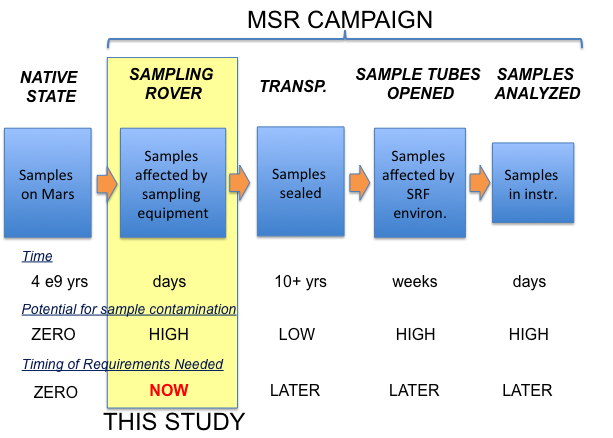 MSR CAMPAIGN
NATIVE STATE
SAMPLING ROVER
TRANSP.
SAMPLE TUBES OPENED
SAMPLES ANALYZED
Samples on Mars
Samples affected by sampling equipment
Samples sealed
Samples affected by SRF environ.
Samples in instr.
Time
4 e9 yrs
days
10+ yrs
weeks
days
Potential for sample contamination
ZERO
HIGH
LOW
HIGH
HIGH
Timing of Requirements Needed
ZERO
NOW
LATER
LATER
LATER
THIS STUDY